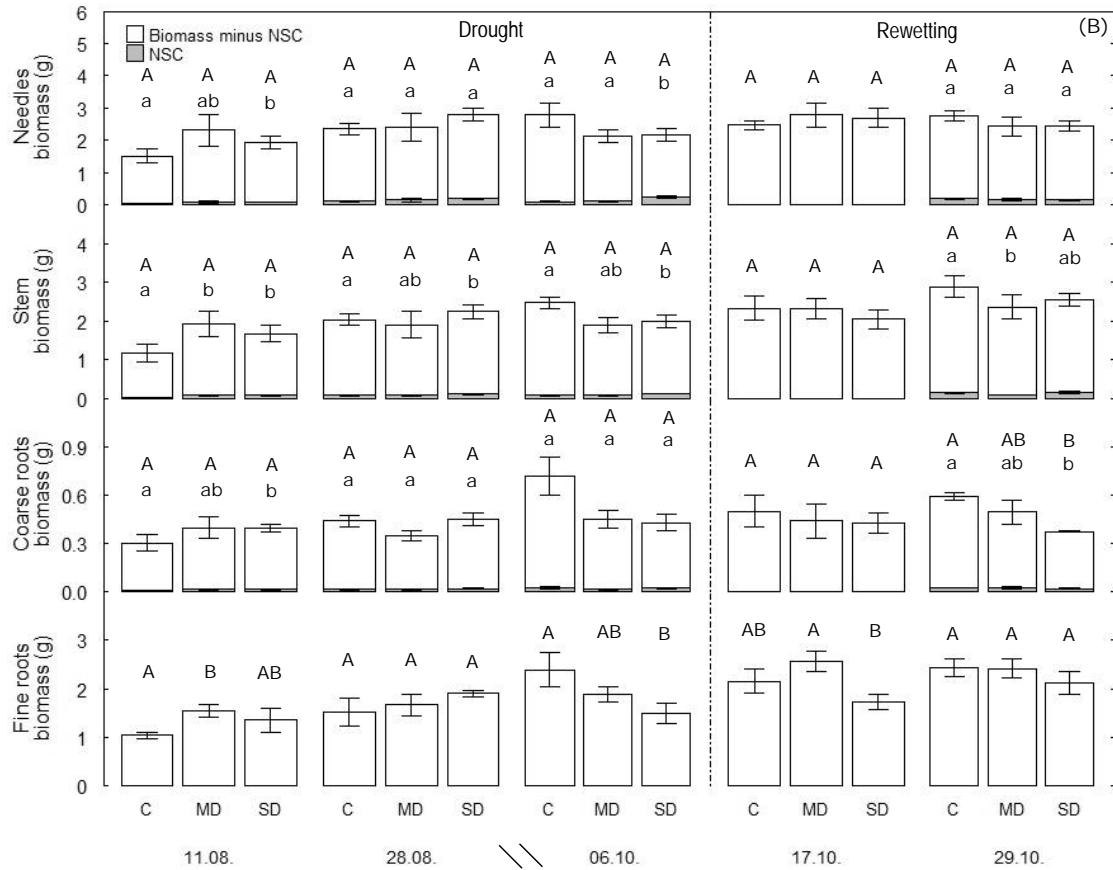 6 Biomass minus NSC Drought Rewetting (B)
5 NSC
A A A A A A A A A A A A A A A
4 a ab b a a a a a b a a a
3
2
1
0
Needles
biomass (g)
4 A A A A A A A A A A A A A A A
a b b a ab b a ab b a b ab
3
2
1
0
Stem
biomass (g)
0.9 A A A A A A A A A A A A A AB B
a ab b a a a a a a a ab b
0.6
0.3
0.0
Coarse roots
biomass (g)
3 A B AB A A A A AB B AB A B A A A
2
1
0
Fine roots
biomass (g)
C MD SD C MD SD C MD SD C MD SD C MD SD
11.08. 28.08. 06.10. 17.10. 29.10.